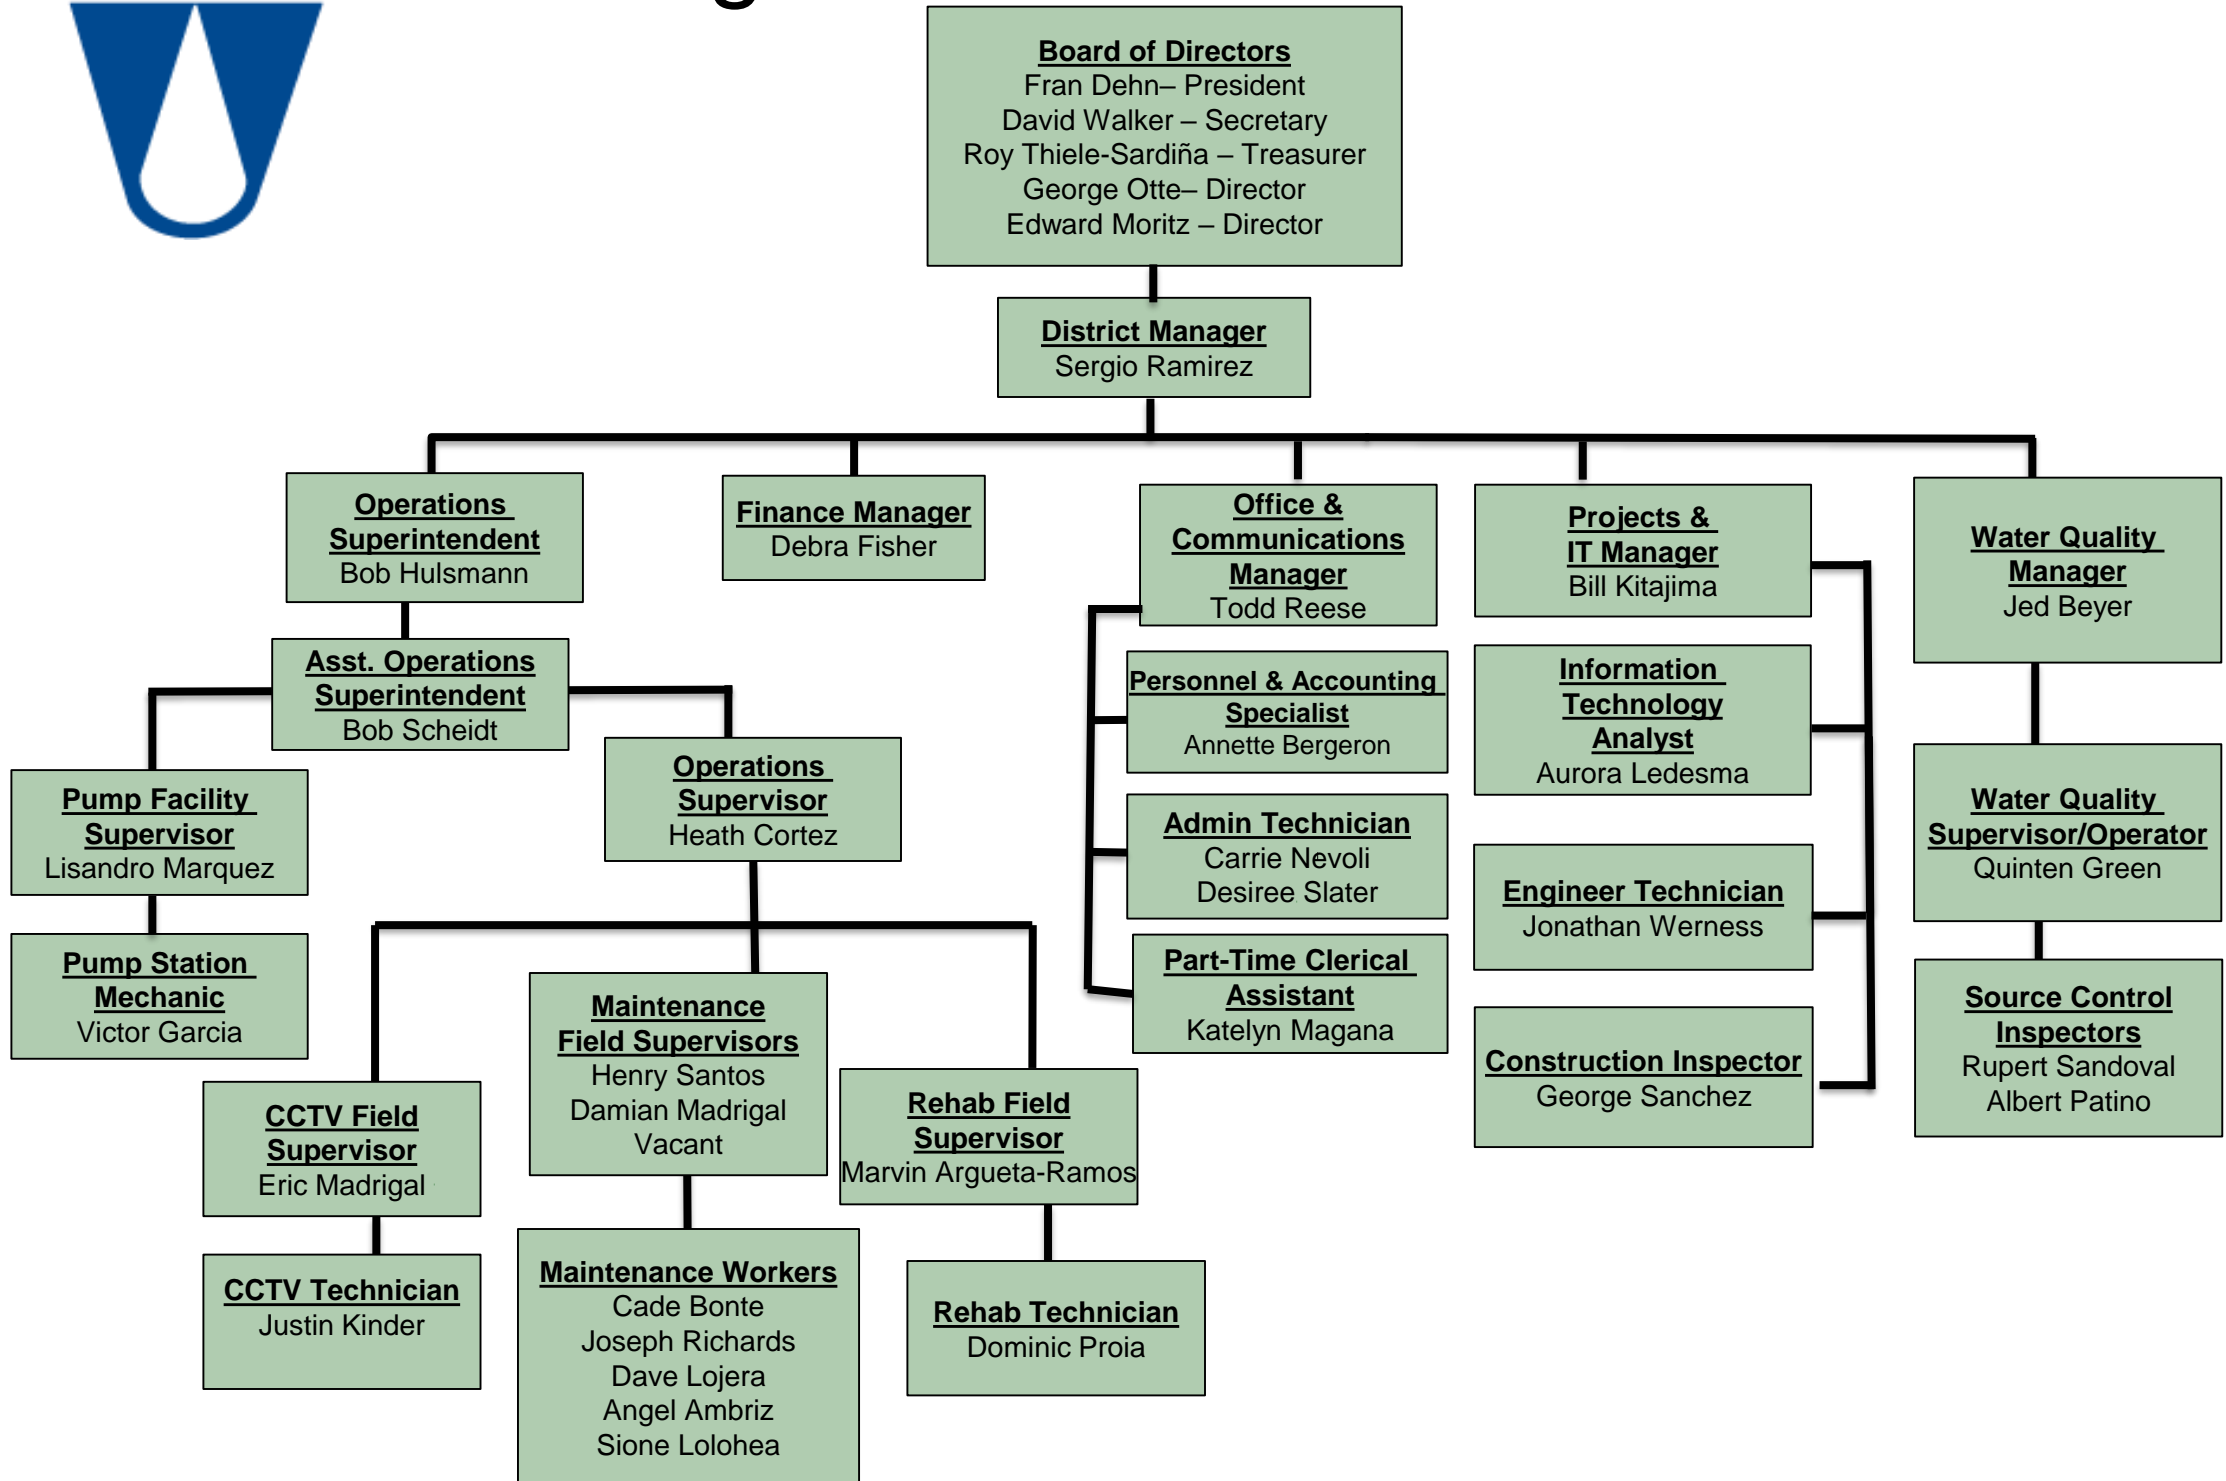 Board of Directors
Fran Dehn– President
David Walker – Secretary
Roy Thiele-Sardiña – Treasurer
George Otte– Director
Edward Moritz – Director
District Manager
Sergio Ramirez
Operations
Superintendent
Bob Hulsmann
Finance Manager
Debra Fisher
Office &
Communications
Manager
Todd Reese
Projects &
IT Manager
Bill Kitajima
Water Quality
Manager
Jed Beyer
Asst. Operations
Superintendent
Bob Scheidt
Personnel & Accounting
Specialist
Annette Bergeron
Information
Technology
Analyst
Aurora Ledesma
Pump Facility
Supervisor
Lisandro Marquez
Operations
Supervisor
Heath Cortez
Admin Technician
Carrie Nevoli
Desiree Slater
Engineer Technician
Jonathan Werness
Water Quality
Supervisor/Operator
Quinten Green
Pump Station
Mechanic
Victor Garcia
Maintenance
Field Supervisors
Henry Santos
Damian Madrigal
Vacant
Part-Time Clerical
Assistant
Katelyn Magana
Construction Inspector
George Sanchez
Source Control
Inspectors
Rupert Sandoval
Albert Patino
CCTV Field
Supervisor
Eric Madrigal
Rehab Field
Supervisor
Marvin Argueta-Ramos
CCTV Technician
Justin Kinder
Maintenance Workers
Cade Bonte
Joseph Richards
Dave Lojera
Angel Ambriz
Sione Lolohea
Rehab Technician
Dominic Proia